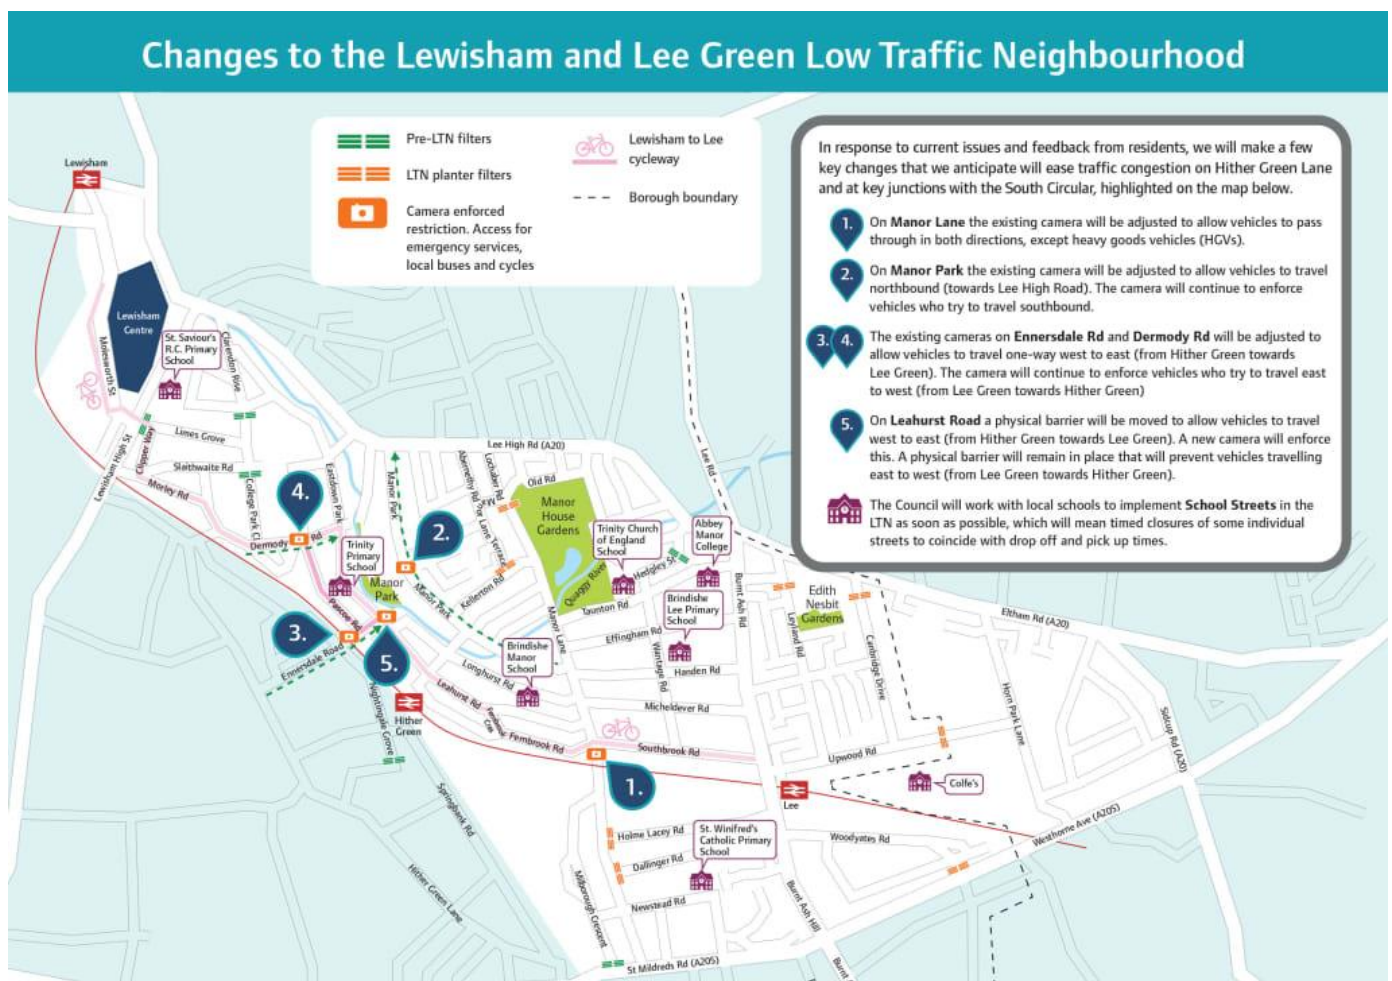 Changes to the Lewisham and Lee Green Low Traffic Neighbourhood
Pre-LTN filters
LTN planter filters
Camera enforced
restriction. Access for
emergency services,
local buses and cycles
Lewisham to Lee
cycleway
Borough boundary
In response to current issues and feedback from residents, we will make a few
key changes that we anticipate will ease traffic congestion on Hither Green Lane
and at key junctions with the South Circular, highlighted on the map below.
1. On Manor Lane the existing camera will be adjusted to allow vehicles to pass
through in both directions, except heavy goods vehicles (HGVs).
2. On Manor Park the existing camera will be adjusted to allow vehicles to travel
northbound (towards Lee High Road). The camera will continue to enforce
vehicles who try to travel southbound.
3. 4. The existing cameras on Ennersdale Rd and Dermody Rd will be adjusted to
allow vehicles to travel one-way west to east (from Hither Green towards
Lee Green). The camera will continue to enforce vehicles who try to travel east
to west (from Lee Green towards Hither Green)
5. On Leahurst Road a physical barrier will be moved to allow vehicles to travel
west to east (from Hither Green towards Lee Green). A new camera will enforce
this. A physical barrier will remain in place that will prevent vehicles travelling
east to west (from Lee Green towards Hither Green).
The Council will work with local schools to implement School Streets in the
LTN as soon as possible, which will mean timed closures of some individual
streets to coincide with drop off and pick up times.
Lewisham
Lewisham
Centre
Molesworth St
St. Saviour's
R.C. Primary
School
Clarendon Rise
Limes Grove
Clipper Way
Lewisham High St
Slaithwaite Rd
Morley Rd
College Park Cl
Eastdown Park
4.
Dermody Rd
Trinity
Primary
School
Manor
Park
Manor Park
2.
Manor Park
Pascoe Rd
3.
Ennersdale Road
5.
Nightingale Grove
Hither
Green
Springbank Rd
Hither Green Lane
Lee High Rd (A20)
Abernethy Rd
Lochaber Rd
Old Rd
Lane Terrace
Kellerton Rd
Manor
House
Gardens
Quaggy River
Manor Lane
Trinity Church
of England
School
Hedgley St
Abbey
Manor
College
Lee Rd
Taunton Rd
Brindishe
Lee Primary
School
Burnt Ash Rd
Effingham Rd
Wantage Rd
Handen Rd
Micheldever Rd
Brindishe
Manor
School
Longhurst Rd
Leahurst Rd
Fernbrook
Cres
Fernbrook Rd
Southbrook Rd
1.
Edith
Nesbit
Gardens
Leyland Rd
Cambridge Drive
Upwood Rd
Horn Park Lane
Eltham Rd (A20)
Sidcup Rd (A20)
Colfe's
Lee
Westhorne Ave (A205)
Woodyates Rd
Holme Lacey Rd
Dallinger Rd
St. Winifred's
Catholic Primary
School
Newstead Rd
Milborough Crescent
Burnt Ash Hill
St Mildreds Rd (A205)
Burnt